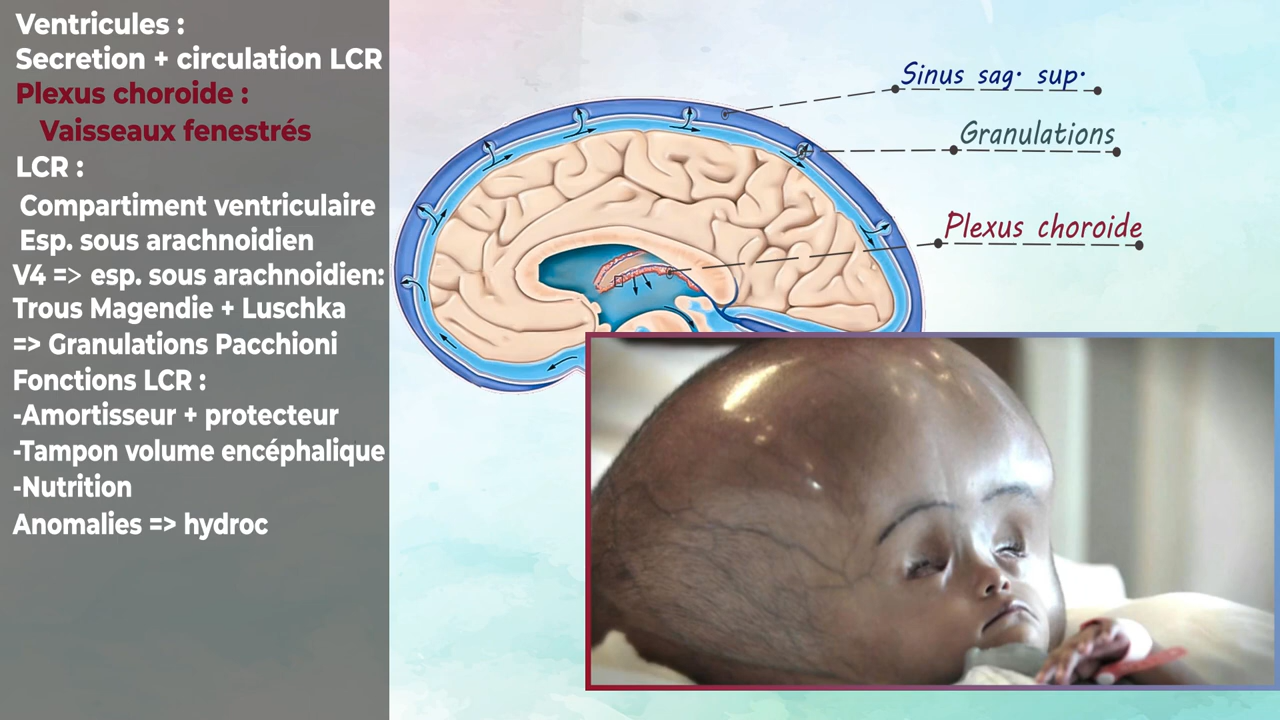 Ventricules :
Secretion + circulation LCR
Plexus choroide :
Vaisseaux fenestrés
LCR :
Compartiment ventriculaire
Esp. sous arachnoidien
V4 => esp. sous arachnoidien:
Trous Magendie + Luschka
=> Granulations Pacchioni
Fonctions LCR :
-Amortisseur + protecteur
-Tampon volume encéphalique
-Nutrition
Anomalies => hydroc
Sinus sag. sup.
Granulations
Plexus choroide